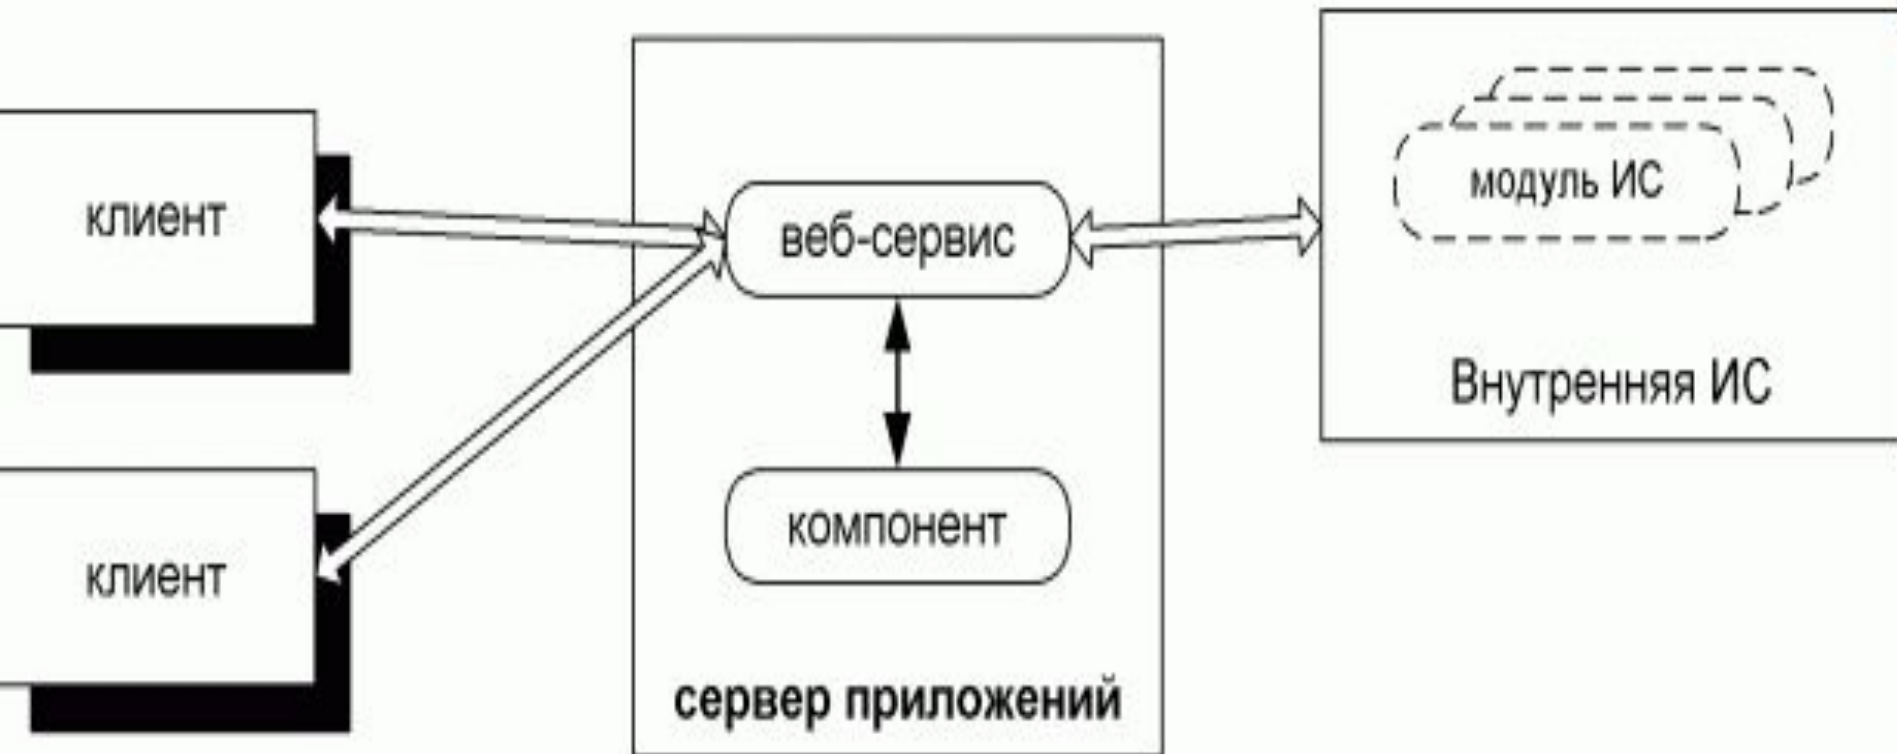 клиент
клиент
веб-сервис
компонент
сервер приложений
модуль ИС
Внутренняя ИС